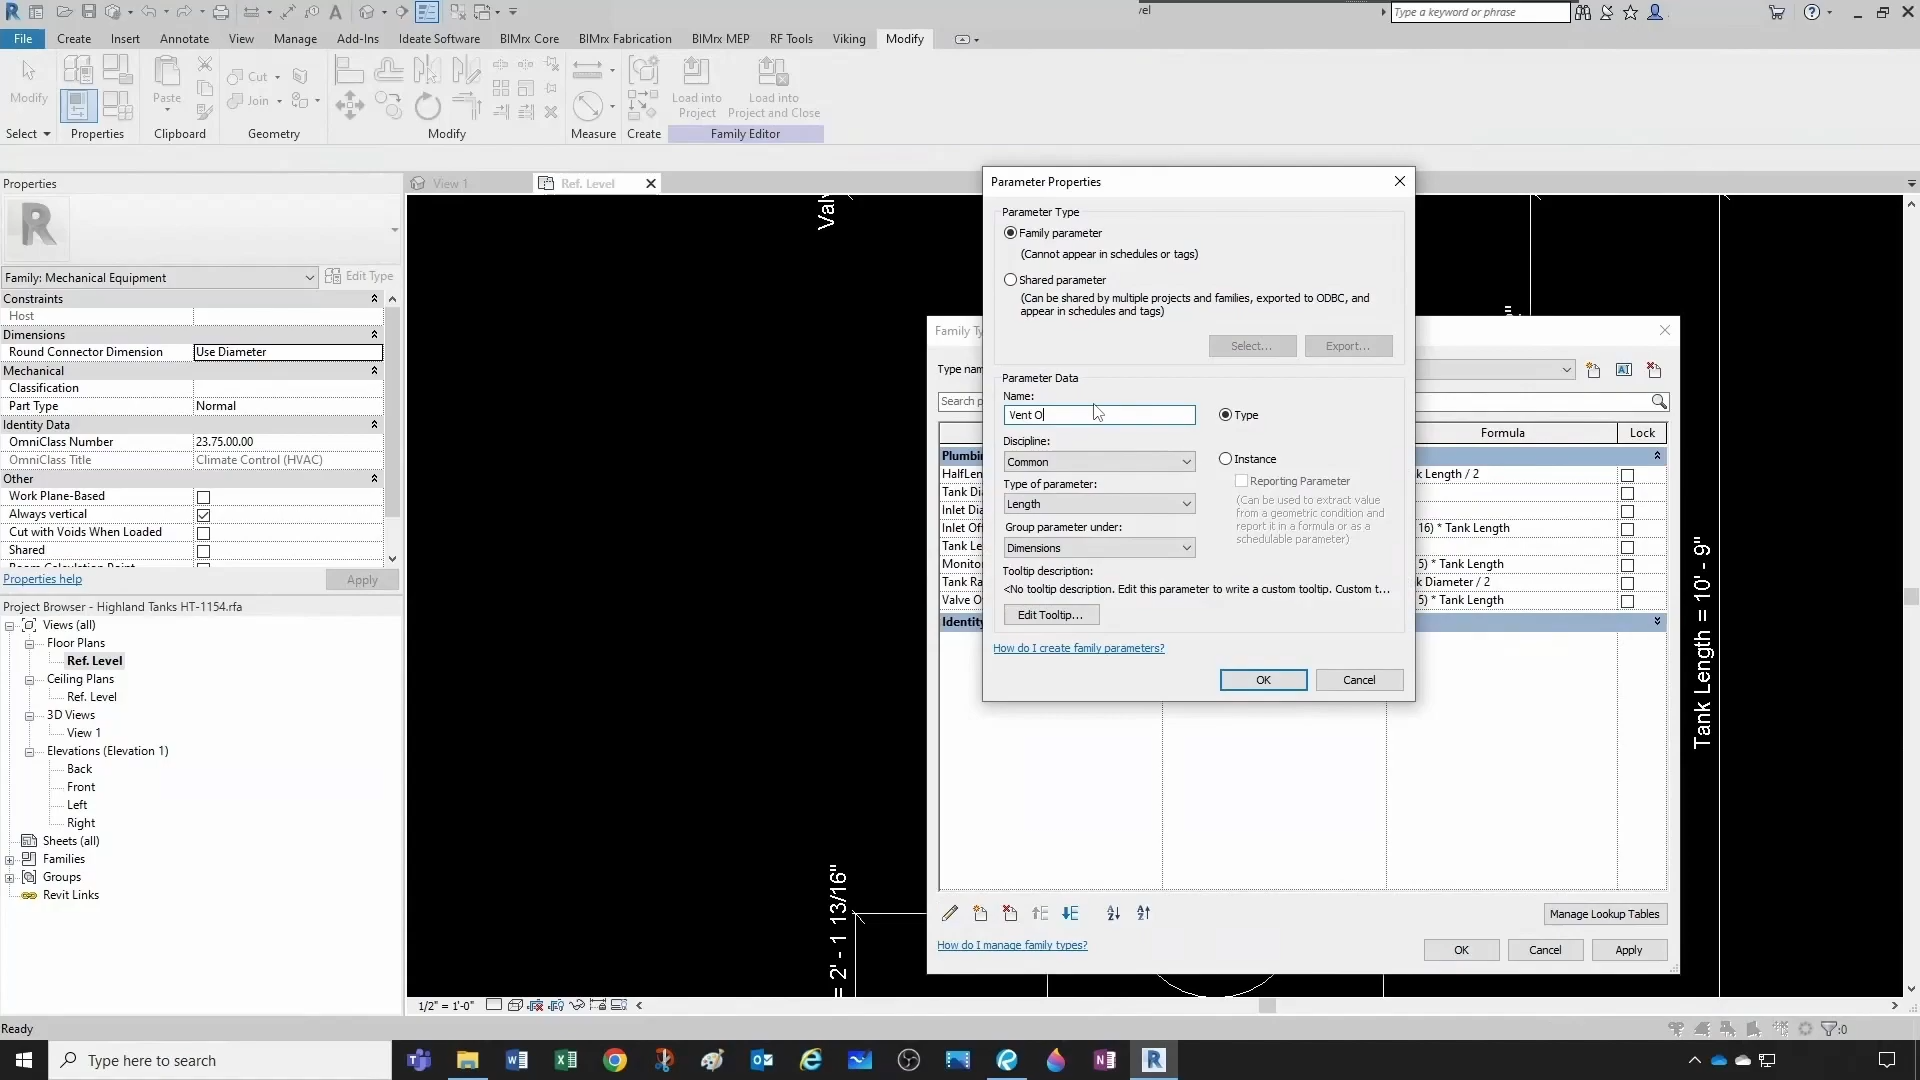 vel
Type a keyword or phrase
File Create Insert Annotate View Manage Add-Ins Ideate Software BIMrx Core BIMrx Fabrication BIMrx MEP RF Tools Viking Modify
Modify
Paste
Cut
Join
Load into Project
Load into Project and Close
Select Properties Clipboard Geometry Modify Measure Create Family Editor
Properties
View 1
Ref. Level
Family: Mechanical Equipment
Edit Type
Constraints
Host
Dimensions
Round Connector Dimension Use Diameter
Mechanical
Classification
Part Type Normal
Identity Data
OmniClass Number 23.75.00.00
OmniClass Title Climate Control (HVAC)
Other
Work Plane-Based
Always vertical
Cut with Voids When Loaded
Shared
Properties help
Apply
Project Browser - Highland Tanks HT-1154.rfa
Views (all)
Floor Plans
Ref. Level
Ceiling Plans
Ref. Level
3D Views
View 1
Elevations (Elevation 1)
Back
Front
Left
Right
Sheets (all)
Families
Groups
Revit Links
Valv
= 2' - 1 13/16"
Tank Length = 10' - 9"
Parameter Properties
Parameter Type
Family parameter
(Cannot appear in schedules or tags)
Shared parameter
(Can be shared by multiple projects and families, exported to ODBC, and
appear in schedules and tags)
Select...
Export...
Parameter Data
Name:
Vent O
Type
Discipline:
Common
Instance
Type of parameter:
Reporting Parameter
Length
(Can be used to extract value
from a geometric condition and
report it in a formula or as a
schedulable parameter)
Group parameter under:
Dimensions
Tooltip description:
<No tooltip description. Edit this parameter to write a custom tooltip. Custom t...
Edit Tooltip...
How do I create family parameters?
OK
Cancel
Family Ty
Type nam
Search p
Formula
Lock
Plumbin
HalfLen k Length / 2
Tank Di
Inlet Dia
Inlet Off 16) * Tank Length
Tank Le
Monitor 5) * Tank Length
Tank Ra k Diameter / 2
Valve O 5) * Tank Length
Identity
Manage Lookup Tables
How do I manage family types?
OK
Cancel
Apply
1/2" = 1'-0"
Ready
:0
Type here to search